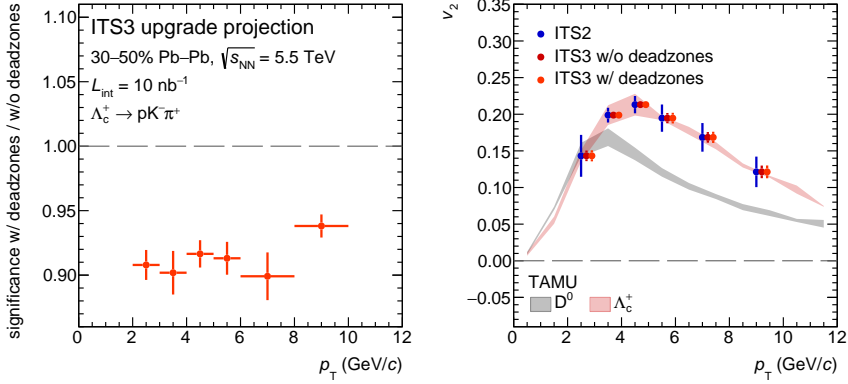 significance w/ deadzones / w/o deadzones
1.10
1.05
1.00
0.95
0.90
ITS3 upgrade projection
30–50% Pb–Pb, √sNN = 5.5 TeV
Lint = 10 nb⁻¹
Λc⁺ → pK⁻π⁺
0 2 4 6 8 10 12
pT (GeV/c)
v2
0.35
0.30
0.25
0.20
0.15
0.10
0.05
0.00
−0.05
ITS2
ITS3 w/o deadzones
ITS3 w/ deadzones
TAMU
D⁰ Λc⁺
0 2 4 6 8 10 12
pT (GeV/c)